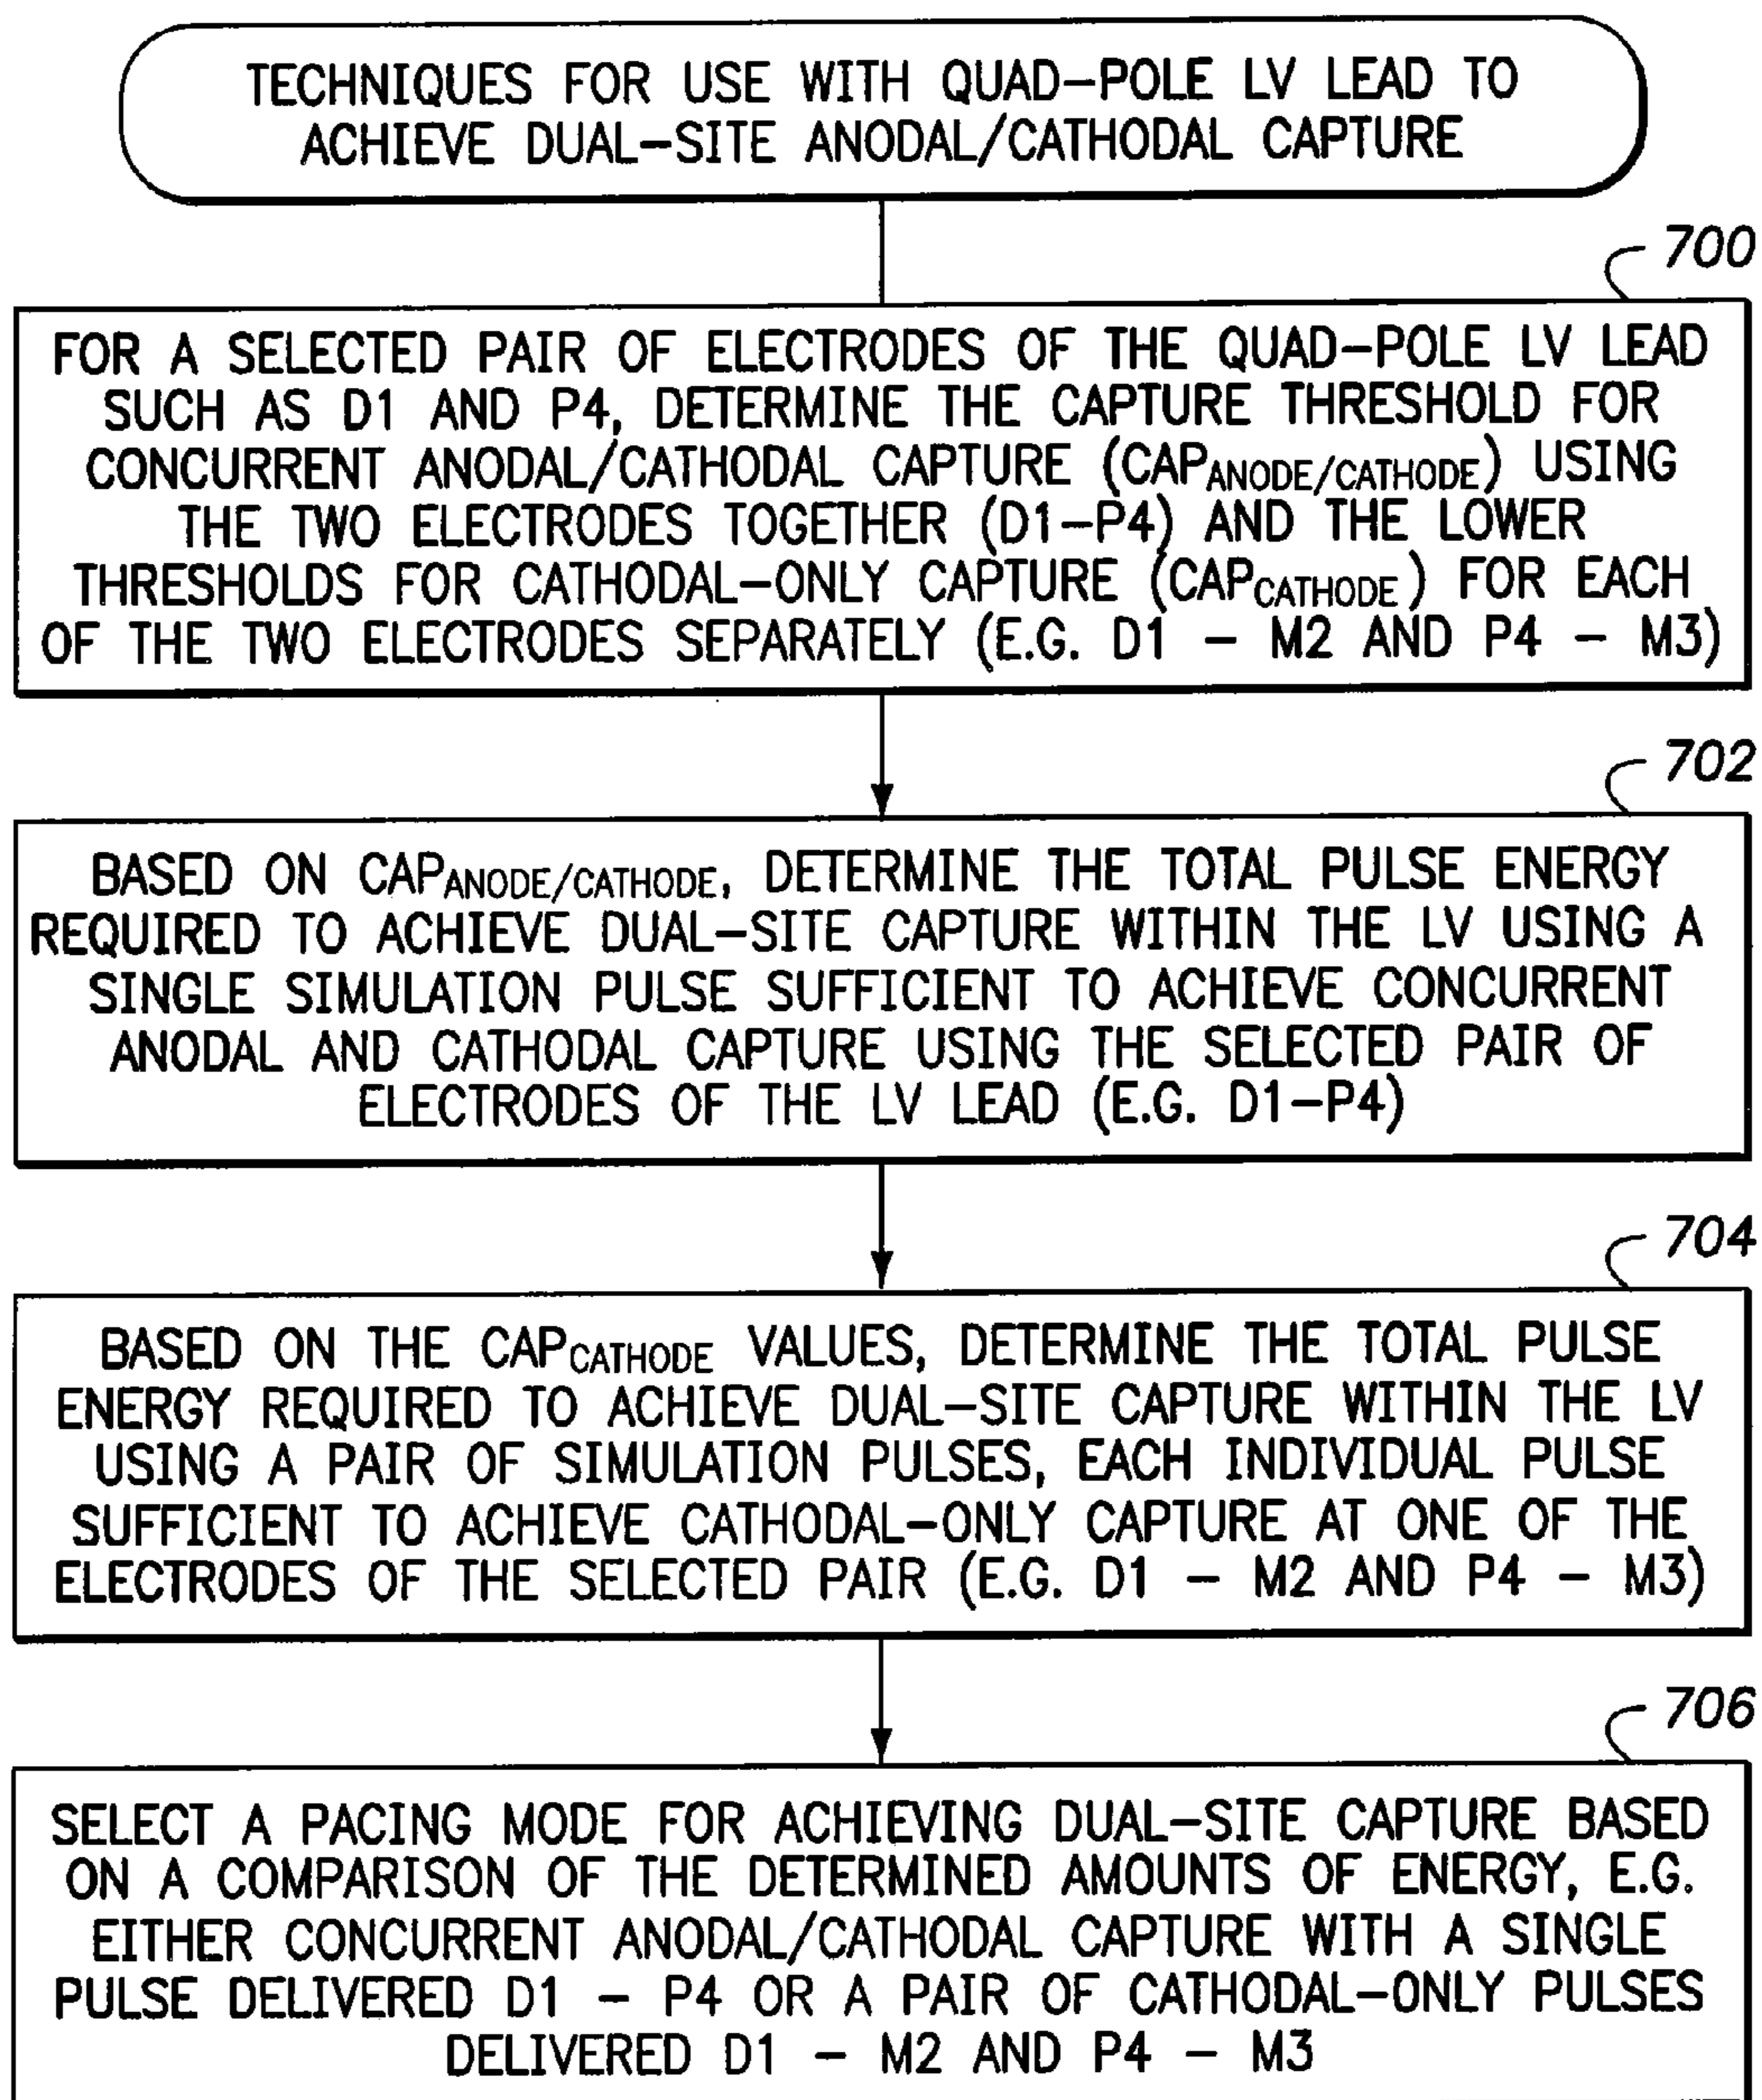 TECHNIQUES FOR USE WITH QUAD-POLE LV LEAD TO
ACHIEVE DUAL-SITE ANODAL/CATHODAL CAPTURE
700
FOR A SELECTED PAIR OF ELECTRODES OF THE QUAD-POLE LV LEAD
SUCH AS D1 AND P4, DETERMINE THE CAPTURE THRESHOLD FOR
CONCURRENT ANODAL/CATHODAL CAPTURE (CAPANODE/CATHODE) USING
THE TWO ELECTRODES TOGETHER (D1-P4) AND THE LOWER
THRESHOLDS FOR CATHODAL-ONLY CAPTURE (CAPCATHODE) FOR EACH
OF THE TWO ELECTRODES SEPARATELY (E.G. D1 - M2 AND P4 - M3)
702
BASED ON CAPANODE/CATHODE, DETERMINE THE TOTAL PULSE ENERGY
REQUIRED TO ACHIEVE DUAL-SITE CAPTURE WITHIN THE LV USING A
SINGLE SIMULATION PULSE SUFFICIENT TO ACHIEVE CONCURRENT
ANODAL AND CATHODAL CAPTURE USING THE SELECTED PAIR OF
ELECTRODES OF THE LV LEAD (E.G. D1-P4)
704
BASED ON THE CAPCATHODE VALUES, DETERMINE THE TOTAL PULSE
ENERGY REQUIRED TO ACHIEVE DUAL-SITE CAPTURE WITHIN THE LV
USING A PAIR OF SIMULATION PULSES, EACH INDIVIDUAL PULSE
SUFFICIENT TO ACHIEVE CATHODAL-ONLY CAPTURE AT ONE OF THE
ELECTRODES OF THE SELECTED PAIR (E.G. D1 - M2 AND P4 - M3)
706
SELECT A PACING MODE FOR ACHIEVING DUAL-SITE CAPTURE BASED
ON A COMPARISON OF THE DETERMINED AMOUNTS OF ENERGY, E.G.
EITHER CONCURRENT ANODAL/CATHODAL CAPTURE WITH A SINGLE
PULSE DELIVERED D1 - P4 OR A PAIR OF CATHODAL-ONLY PULSES
DELIVERED D1 - M2 AND P4 - M3